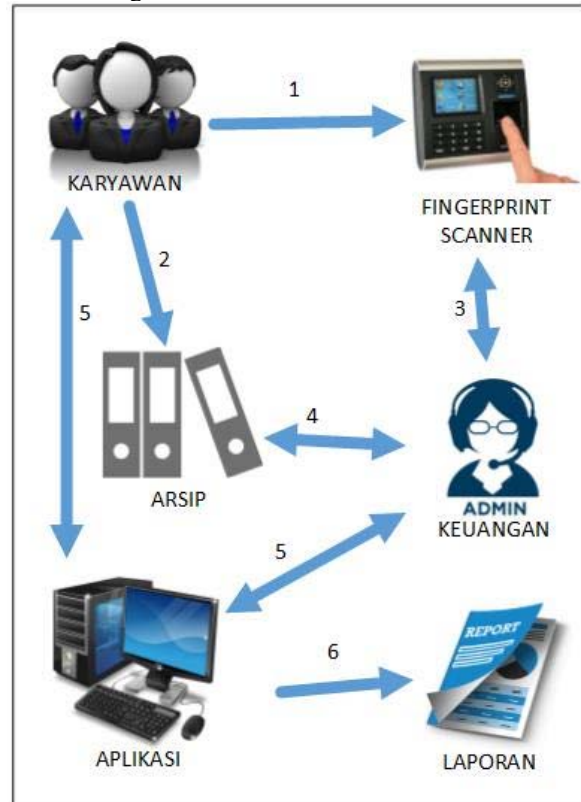 1
KARYAWAN
FINGERPRINT
SCANNER
2
5
3
4
ARSIP
ADMIN
KEUANGAN
5
REPORT
6
APLIKASI
LAPORAN